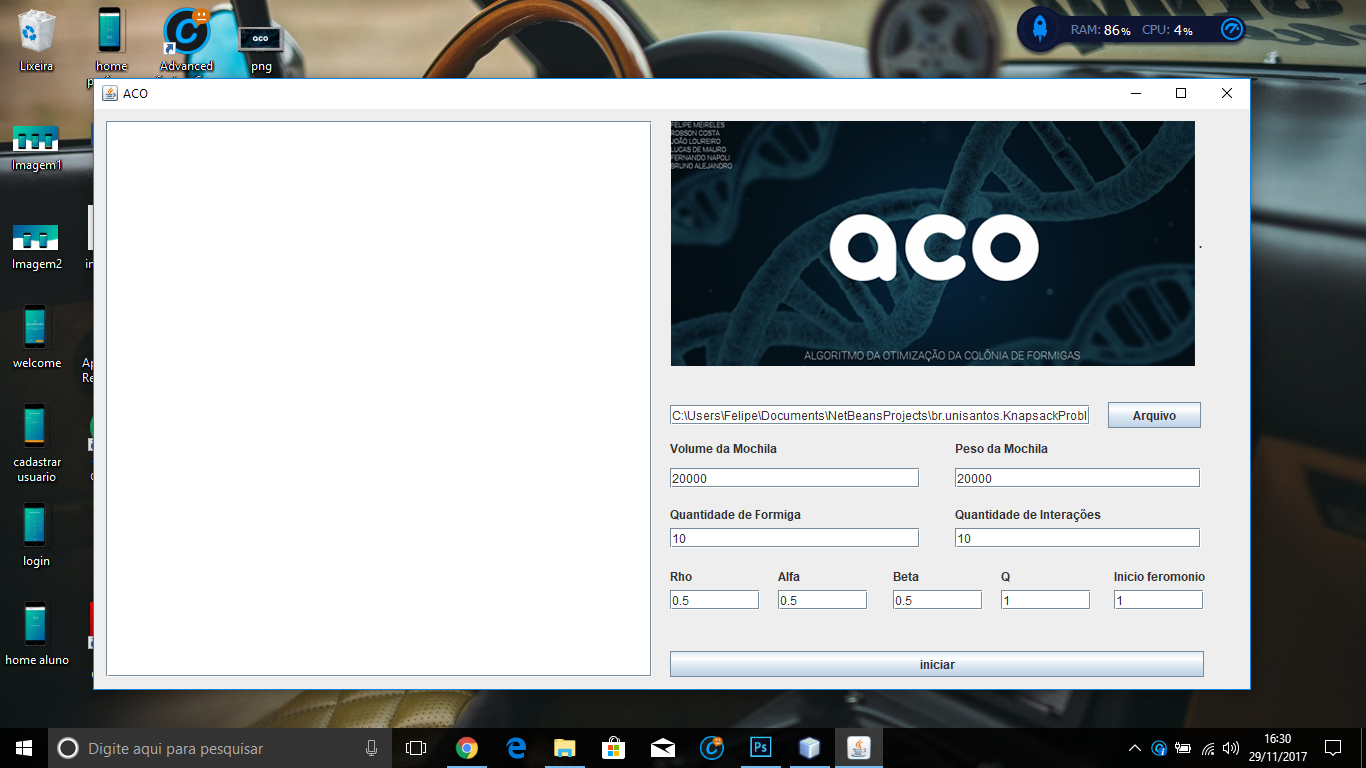 Lixeira
home
Advanced
png
aco
RAM: 86% CPU: 4%
Imagem1
Imagem2
welcome
cadastrar
usuario
login
home aluno
ACO
FELIPE MEIRELES
ROBSON COSTA
JOÃO LOUREIRO
LUCAS DE MAURO
FERNANDO NAPOLI
BRUNO ALEJANDRO
aco
ALGORITMO DA OTIMIZAÇÃO DA COLÔNIA DE FORMIGAS
C:\Users\Felipe\Documents\NetBeansProjects\br.unisantos.KnapsackProbl
Arquivo
Volume da Mochila
Peso da Mochila
20000
20000
Quantidade de Formiga
Quantidade de Interações
10
10
Rho Alfa Beta Q Inicio feromonio
0.5 0.5 0.5 1 1
iniciar
Digite aqui para pesquisar
Ps
16:30
29/11/2017